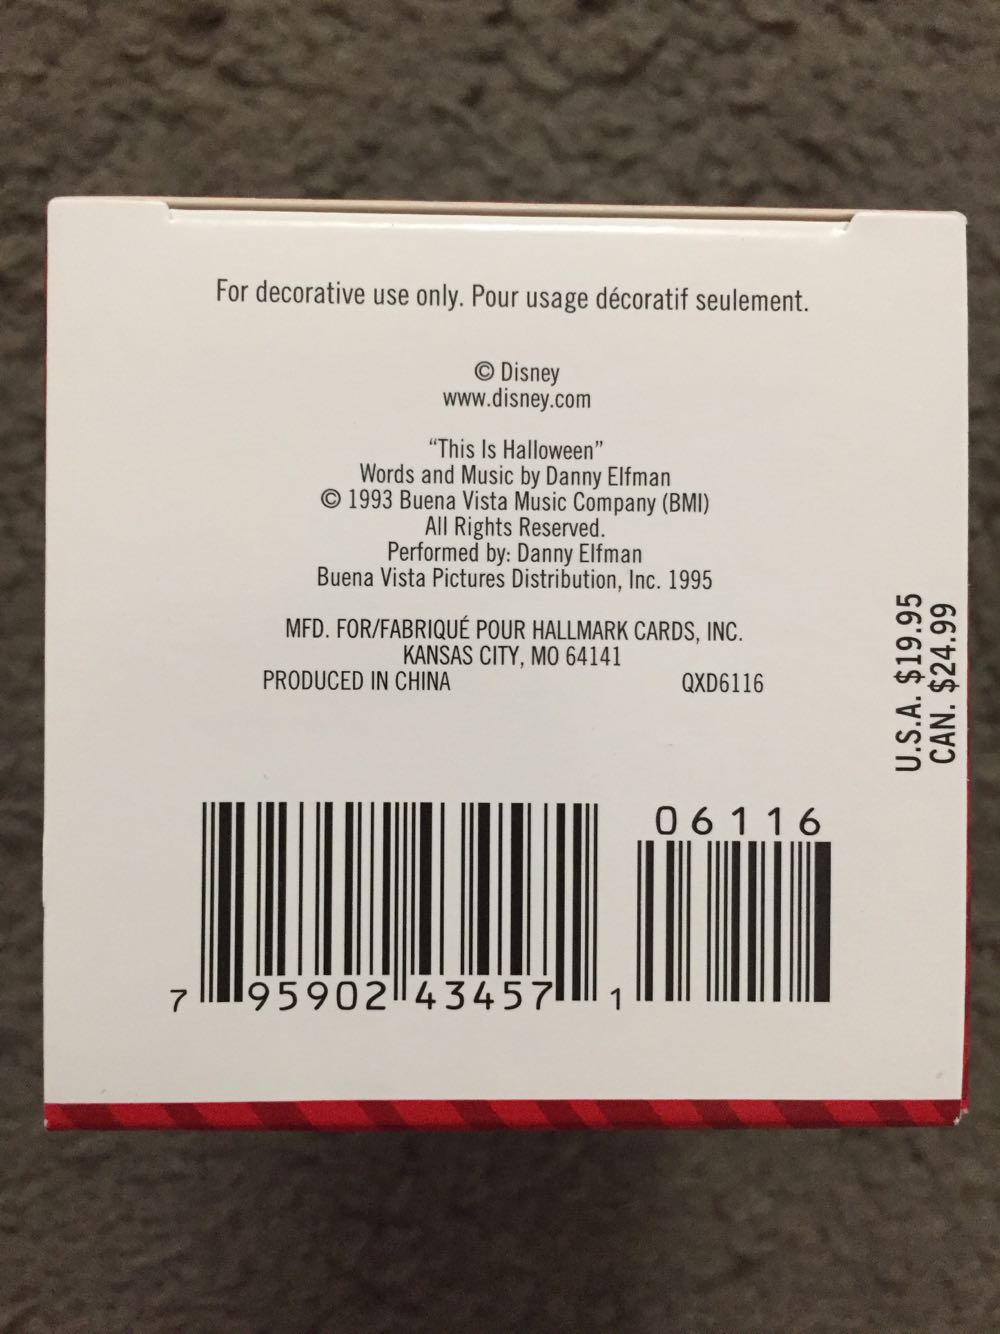 For decorative use only. Pour usage décoratif seulement.
© Disney
www.disney.com
“This Is Halloween”
Words and Music by Danny Elfman
© 1993 Buena Vista Music Company (BMI)
All Rights Reserved.
Performed by: Danny Elfman
Buena Vista Pictures Distribution, Inc. 1995
MFD. FOR/FABRIQUÉ POUR HALLMARK CARDS, INC.
KANSAS CITY, MO 64141
PRODUCED IN CHINA QXD6116
U.S.A. $19.95
CAN. $24.99
06116
7 95902 43457 1